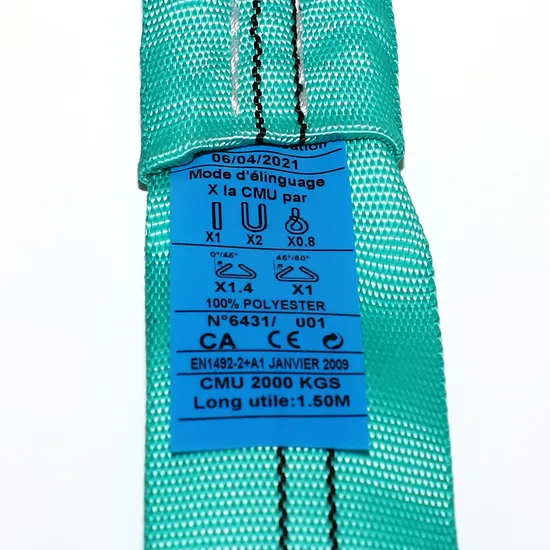 06/04/2021
Mode d'élinguage
X la CMU par
X1 X2 X0.8
0°/45° 45°/60°
X1.4 X1
100% POLYESTER
N°6431/ 001
CA CE
EN1492-2+A1 JANVIER 2009
CMU 2000 KGS
Long utile:1.50M